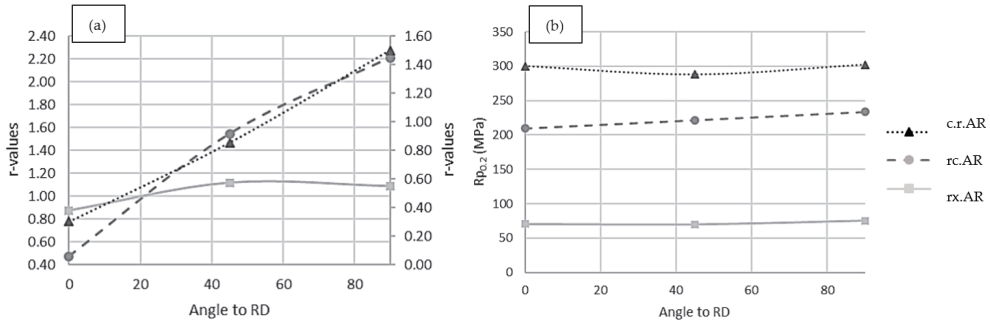 (a)
2.40
2.20
2.00
1.80
1.60
1.40
1.20
1.00
0.80
0.60
0.40
r-values
1.60
1.40
1.20
1.00
0.80
0.60
0.40
0.20
0.00
r-values
0 20 40 60 80
Angle to RD
(b)
350
300
250
200
150
100
50
0
Rp0.2 (MPa)
0 20 40 60 80
Angle to RD
c.r.AR
rc.AR
rx.AR